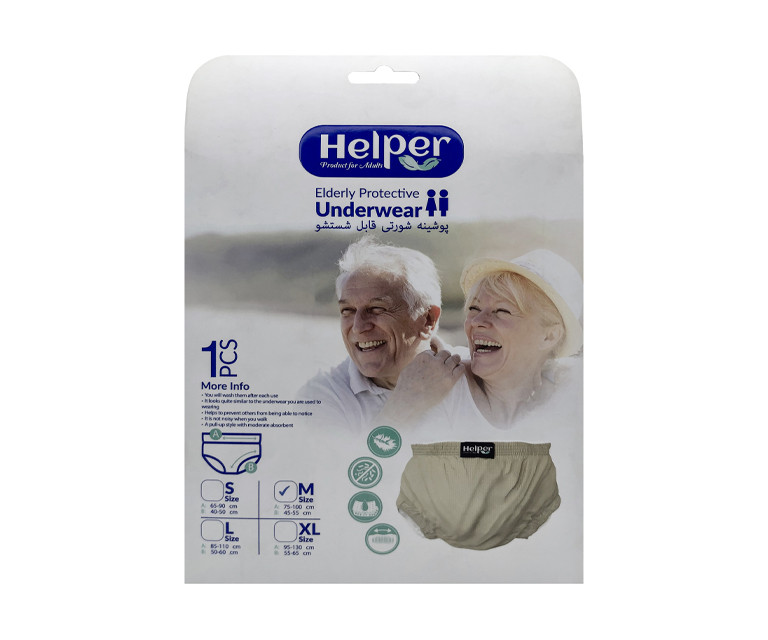 Helper
Product for Adults
Elderly Protective
Underwear
پوشینه شورتی قابل شستشو
1 PCS
More Info
• You will wash them after each use
• It looks quite similar to the underwear you are used to
wearing
• Helps to prevent others from being able to notice
• It is not noisy when you walk
• A pull-up style with moderate absorbent
A
B
S
Size
A: 65-90 cm
B: 40-50 cm
M
Size
A: 75-100 cm
B: 45-55 cm
L
Size
A: 85-110 cm
B: 50-60 cm
XL
Size
A: 95-130 cm
B: 55-65 cm
Helper